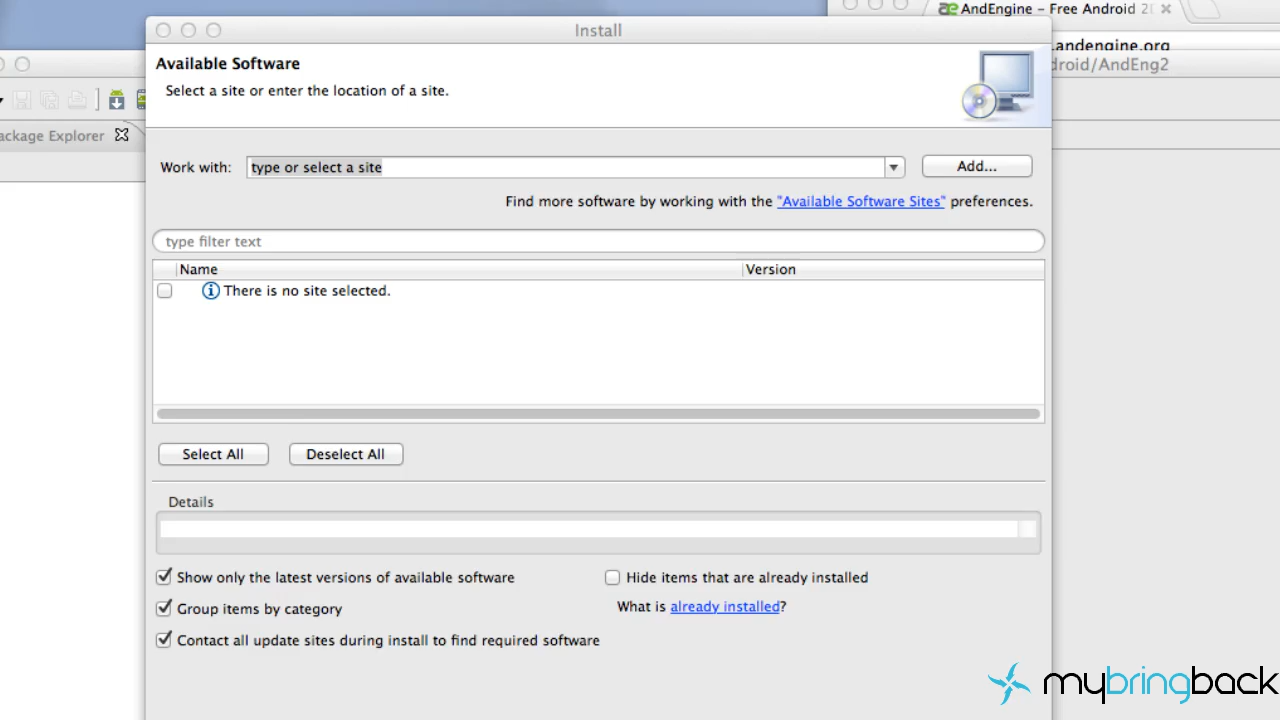 AndEngine – Free Android 2D
Install
.andengine.org
droid/AndEng2
Available Software
Select a site or enter the location of a site.
ackage Explorer
Work with: type or select a site Add...
Find more software by working with the "Available Software Sites" preferences.
type filter text
Name Version
There is no site selected.
Select All Deselect All
Details
Show only the latest versions of available software Hide items that are already installed
Group items by category What is already installed?
Contact all update sites during install to find required software
mybringback